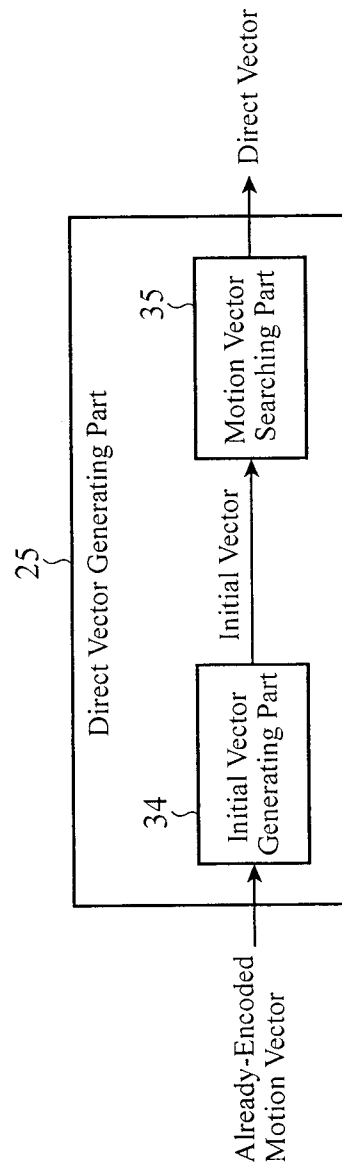 25
Direct Vector Generating Part
Already-Encoded
Motion Vector
34
Initial Vector
Generating Part
Initial Vector
35
Motion Vector
Searching Part
Direct Vector